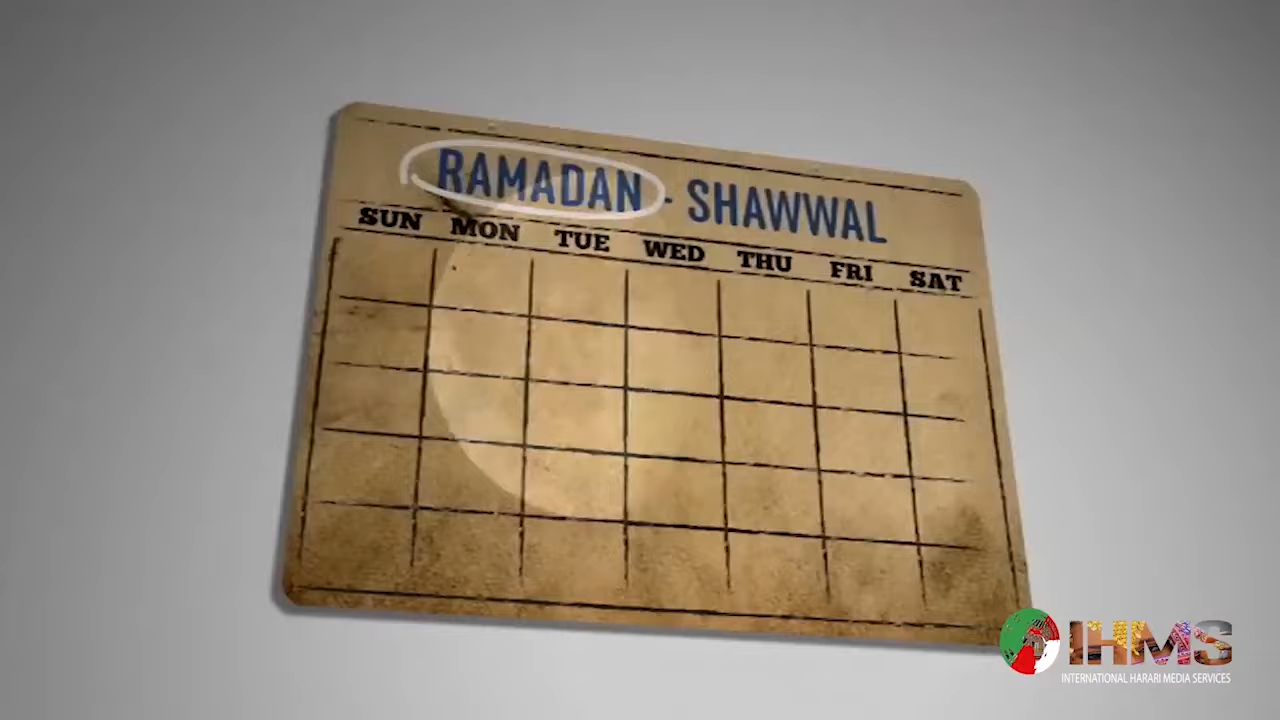 RAMADAN - SHAWWAL
SUN MON TUE WED THU FRI SAT
IHMS
INTERNATIONAL HARARI MEDIA SERVICES